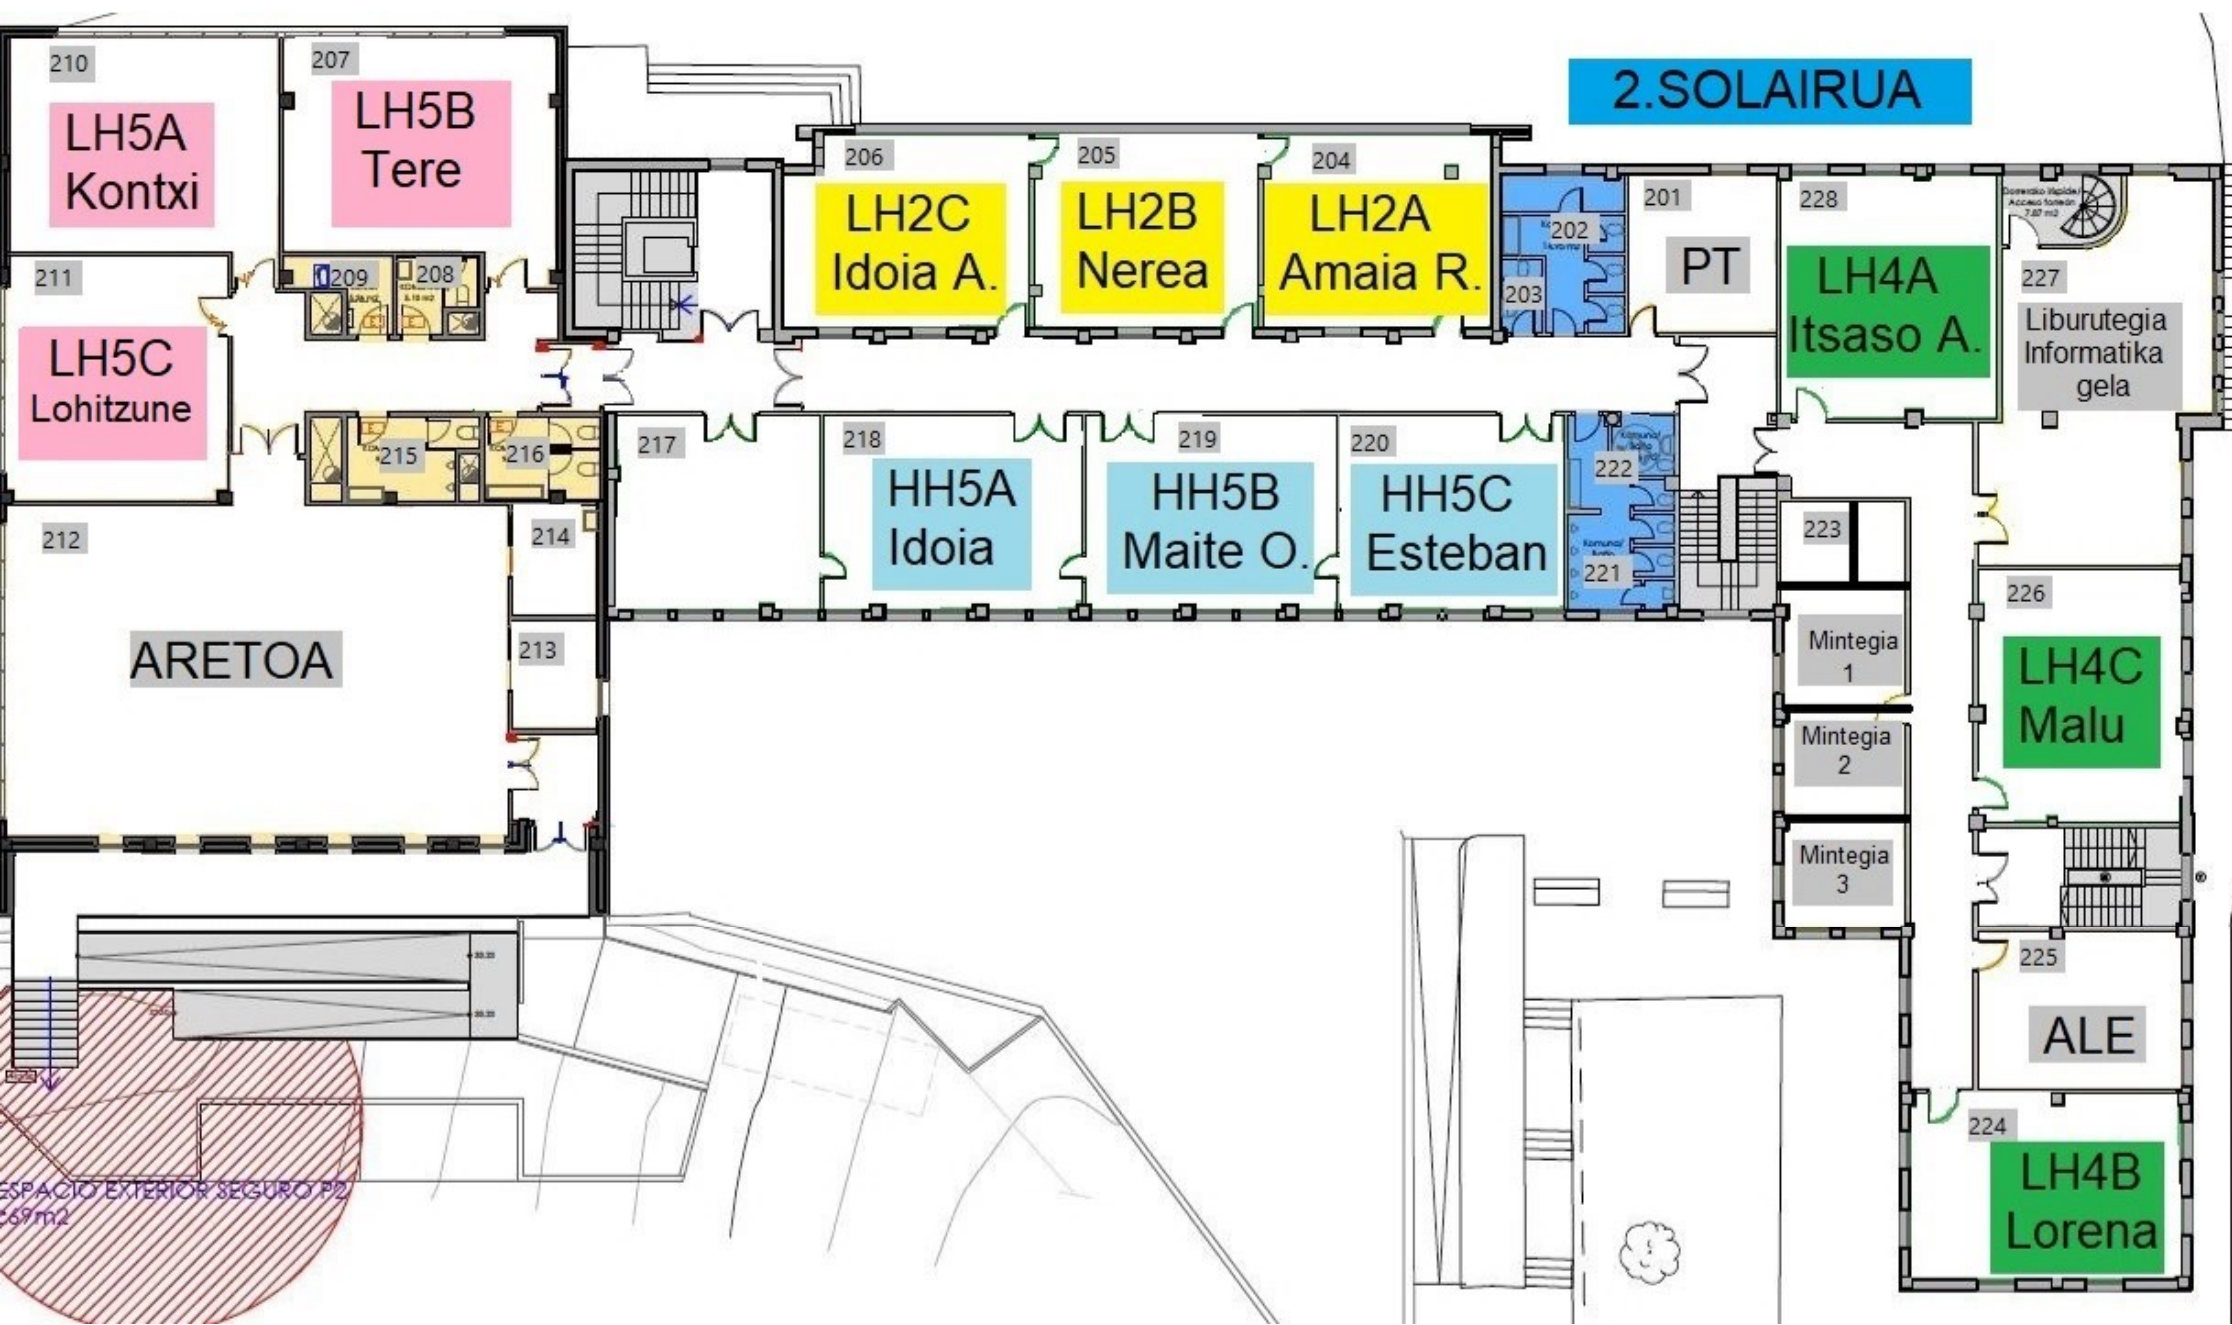 2.SOLAIRUA
210
LH5A
Kontxi
207
LH5B
Tere
206
LH2C
Idoia A.
205
LH2B
Nerea
204
LH2A
Amaia R.
202
203
201
PT
228
LH4A
Itsaso A.
227
Liburutegia
Informatika
gela
211
LH5C
Lohitzune
209
208
215
216
217
218
HH5A
Idoia
219
HH5B
Maite O.
220
HH5C
Esteban
222
221
223
212
ARETOA
214
213
Mintegia
1
Mintegia
2
Mintegia
3
226
LH4C
Malu
225
ALE
224
LH4B
Lorena
ESPACIO EXTERIOR SEGURO P2